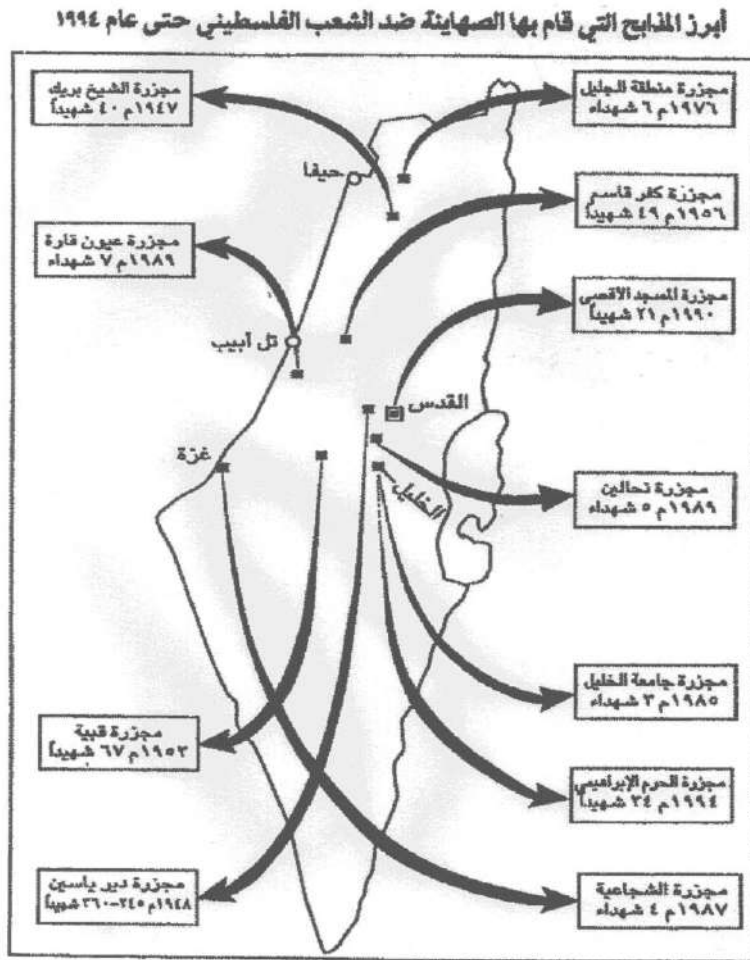 أبرز المذابح التي قام بها الصهاينة ضد الشعب الفلسطيني حتى عام ١٩٩٤
مجزرة منطقة الجليل
١٩٧٦م ٦ شهداء
مجزرة الشيخ بريك
١٩٤٧م ٤٠ شهيداً
حيفا
مجزرة كفر قاسم
١٩٥٦م ٤٩ شهيداً
مجزرة عيون قارة
١٩٨٩م ٧ شهداء
مجزرة المسجد الأقصى
١٩٩٠م ٢١ شهيداً
تل أبيب
القدس
غزة
الخليل
مجزرة نحالين
١٩٨٩م ٥ شهداء
مجزرة جامعة الخليل
١٩٨٥م ٣ شهداء
مجزرة قبية
١٩٥٣م ٦٧ شهيداً
مجزرة الحرم الإبراهيمي
١٩٩٤م ٣٤ شهيداً
مجزرة دير ياسين
١٩٤٨م ٢٤٥-٣٦٠ شهيداً
مجزرة الشجاعية
١٩٨٧م ٤ شهداء